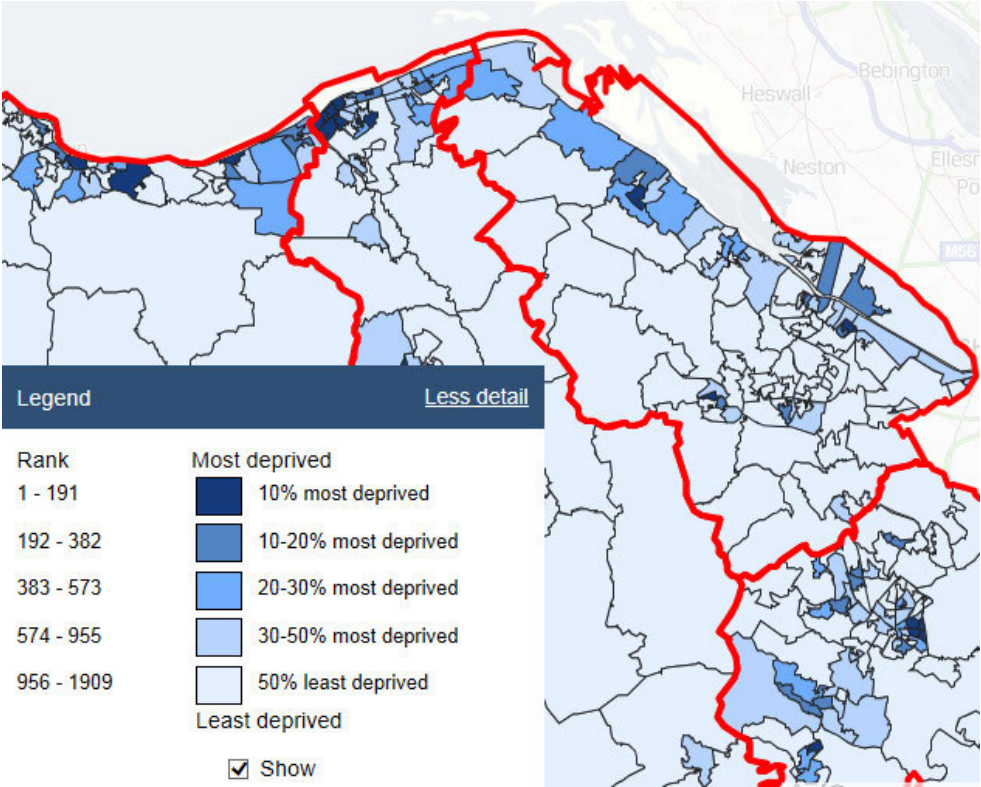 Bebington
Heswall
Neston
M56
Legend Less detail
Rank Most deprived
1 - 191 10% most deprived
192 - 382 10-20% most deprived
383 - 573 20-30% most deprived
574 - 955 30-50% most deprived
956 - 1909 50% least deprived
Least deprived
Show